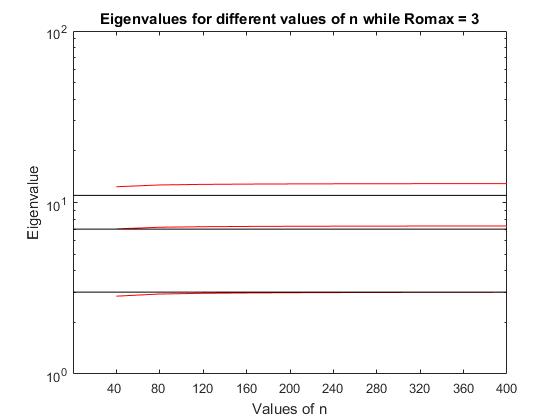 Eigenvalues for different values of n while Romax = 3
10^2
10^1
10^0
Eigenvalue
40 80 120 160 200 240 280 320 360 400
Values of n